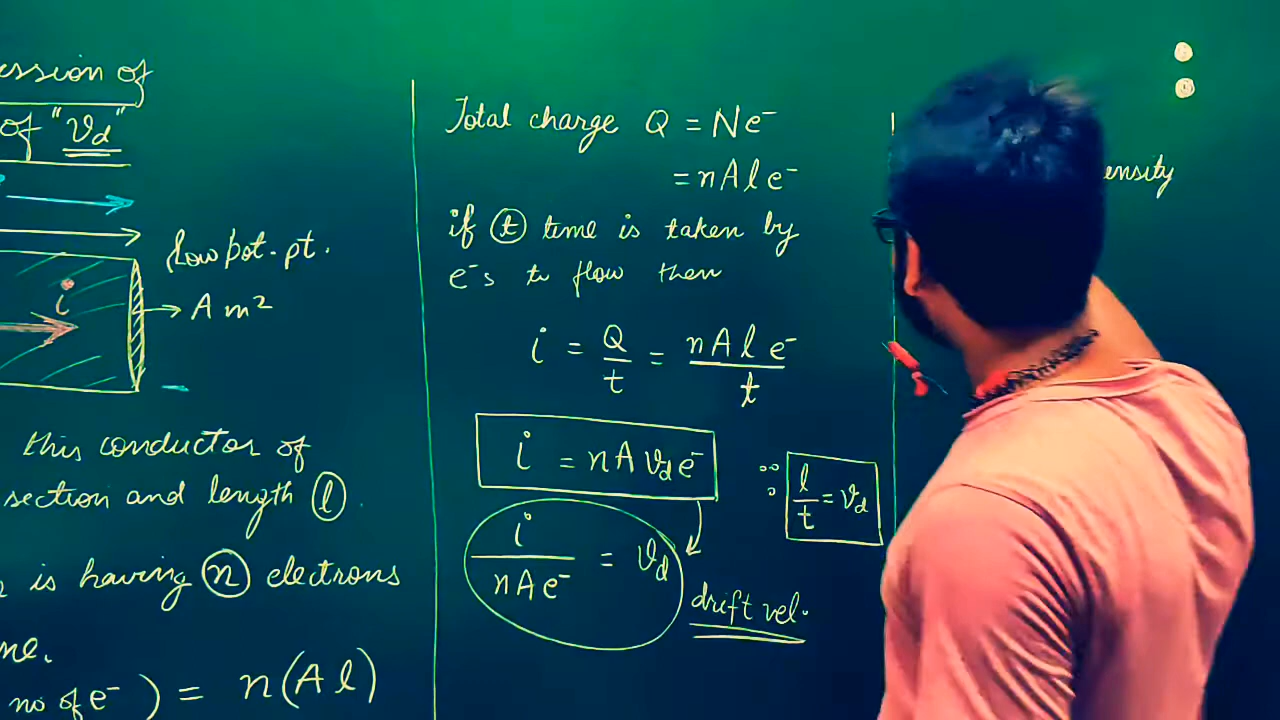 ession of
of "vd"
low pot. pt.
i
A m²
this conductor of
section and length l
is having n electrons
me.
no of e⁻ ) = n(Al)
Total charge Q = Ne⁻
= nAle⁻
if t time is taken by
e⁻s to flow then
i = Q/t = nAle⁻/t
i = nAvde⁻
∵ l/t = vd
i/nAe⁻ = vd
drift vel.
ensity